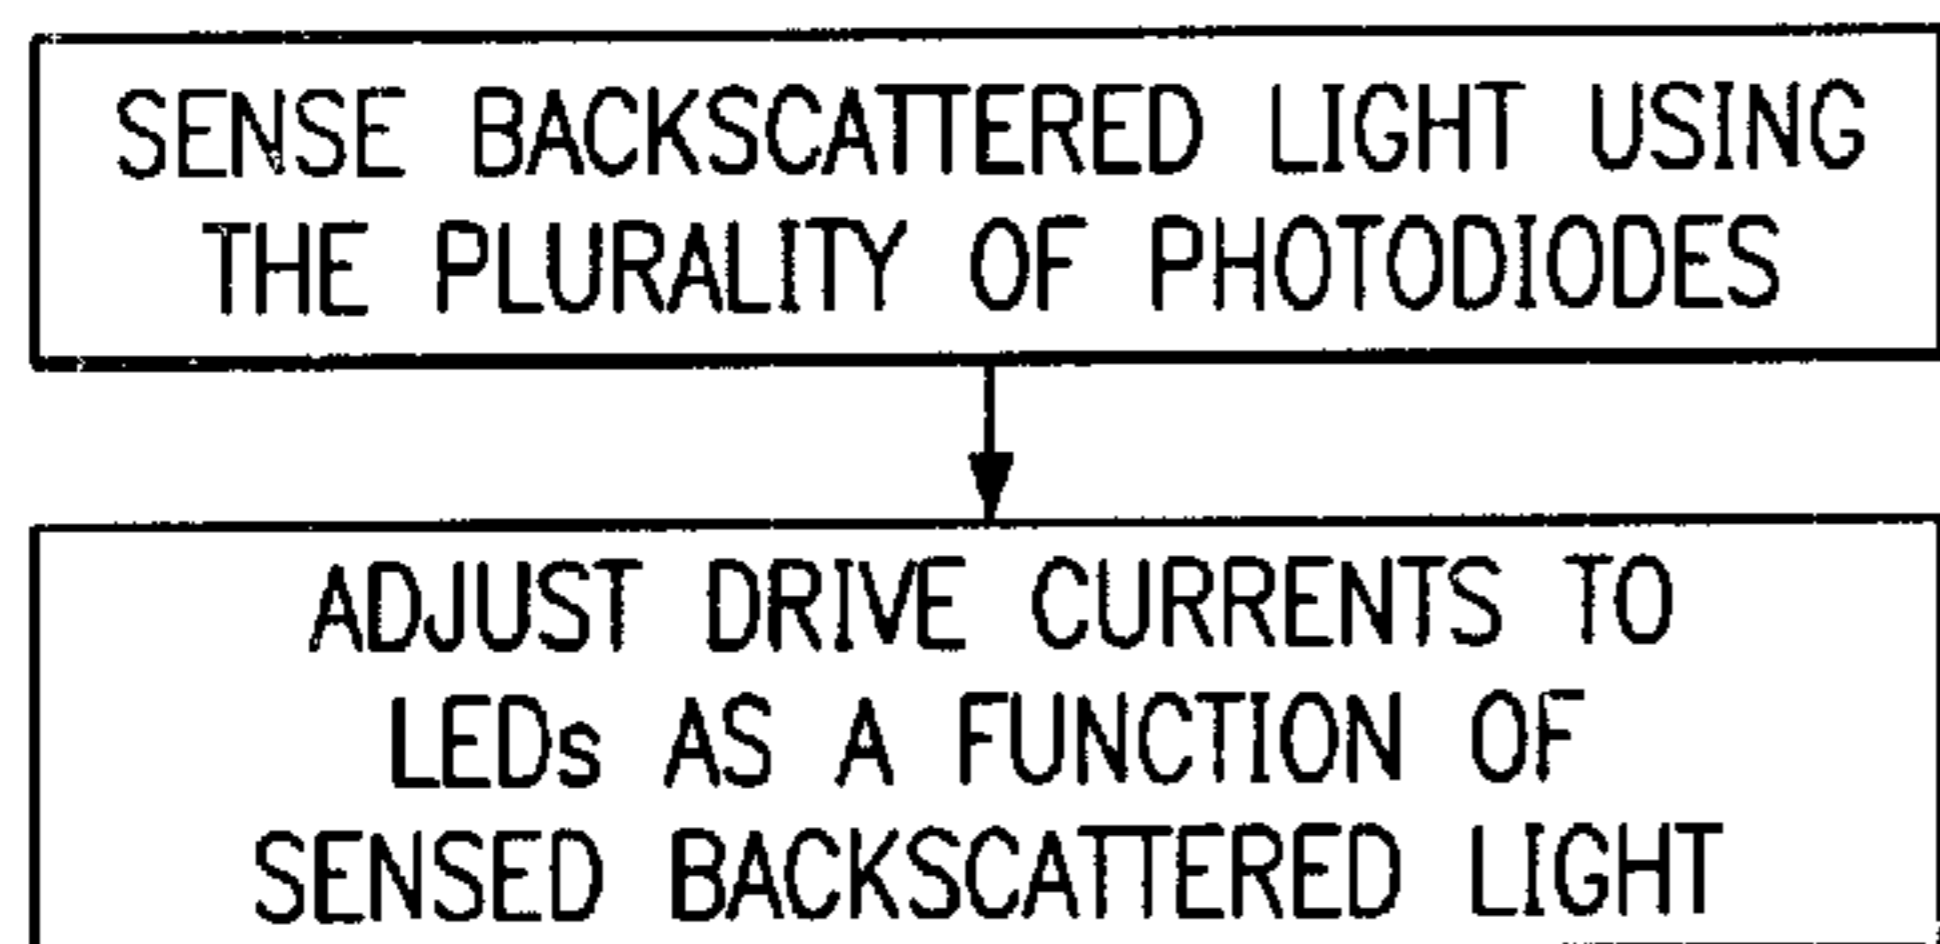 SENSE BACKSCATTERED LIGHT USING
THE PLURALITY OF PHOTODIODES
ADJUST DRIVE CURRENTS TO
LEDs AS A FUNCTION OF
SENSED BACKSCATTERED LIGHT